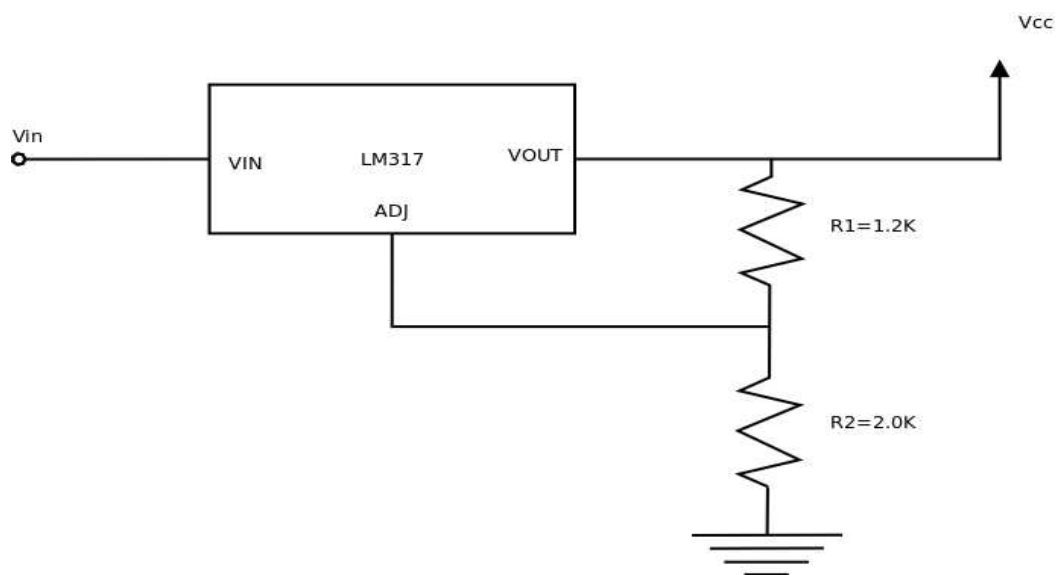 Vcc
Vin
VIN
LM317
VOUT
ADJ
R1=1.2K
R2=2.0K